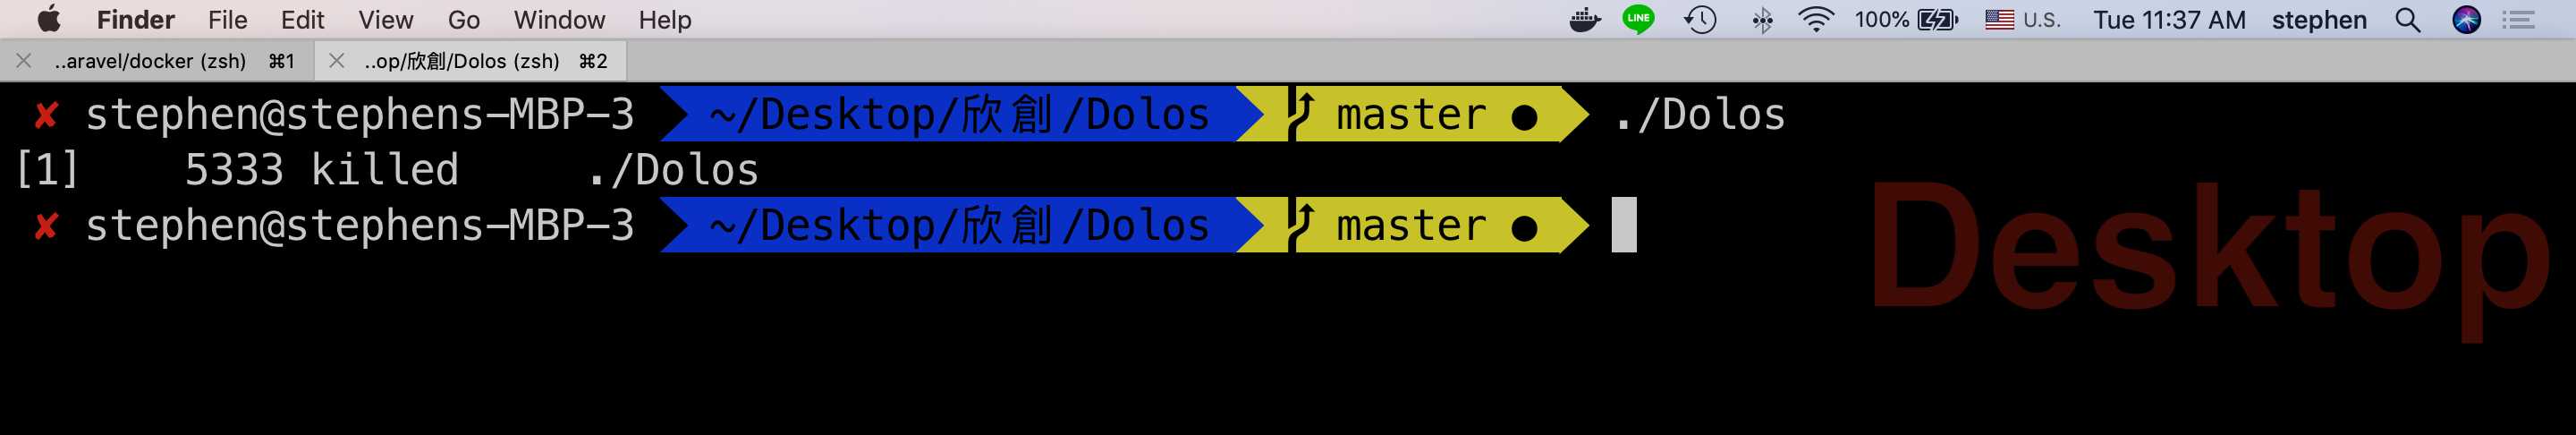 Finder File Edit View Go Window Help LINE 100% U.S. Tue 11:37 AM stephen
..aravel/docker (zsh) ⌘1 ..op/欣創/Dolos (zsh) ⌘2
✘ stephen@stephens-MBP-3 ~/Desktop/欣創/Dolos master ● ./Dolos
[1] 5333 killed ./Dolos
✘ stephen@stephens-MBP-3 ~/Desktop/欣創/Dolos master ●
Desktop